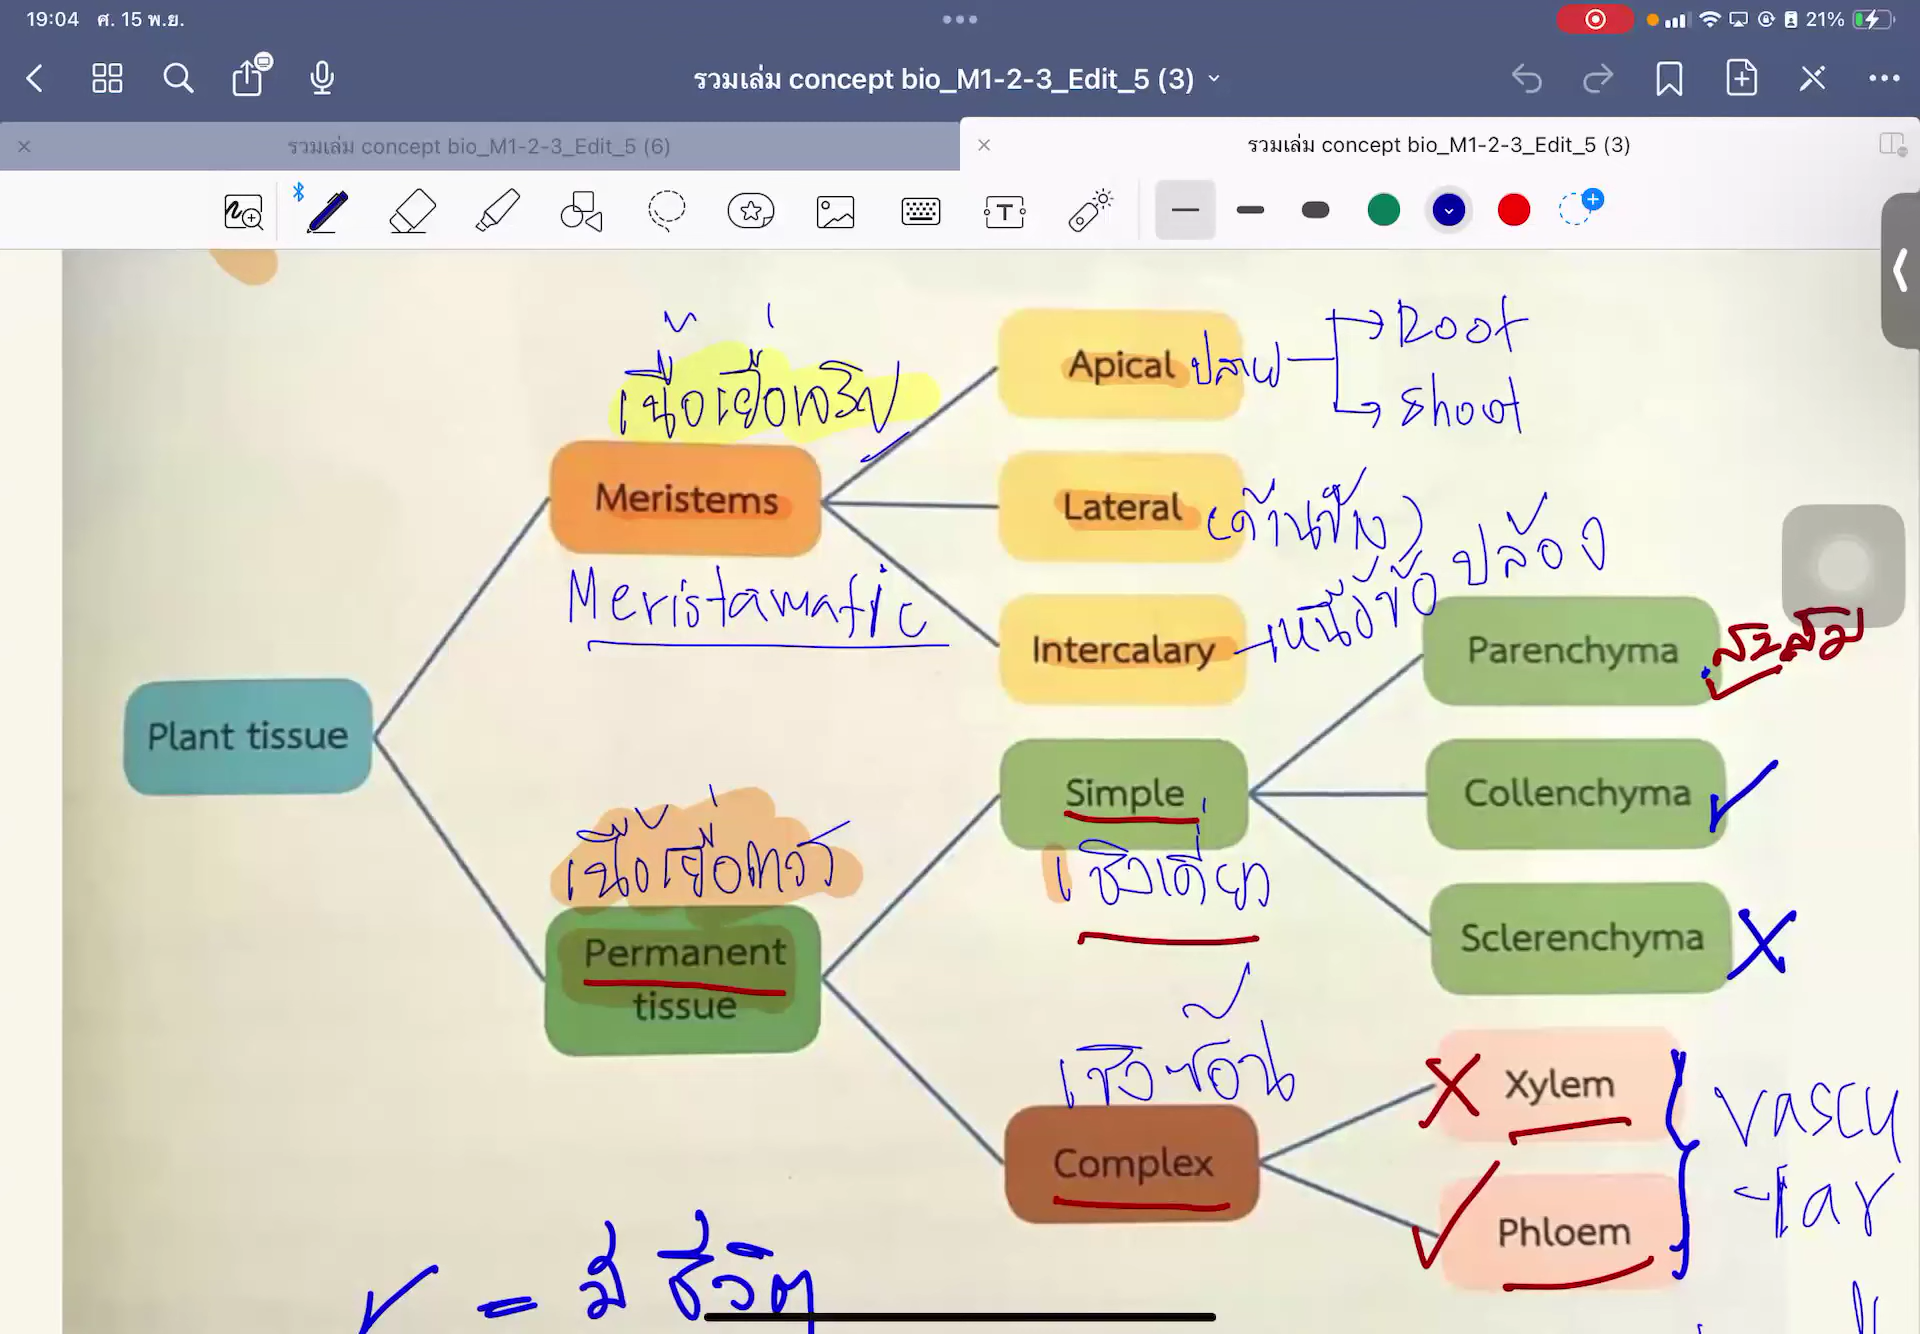 19:04 ศ. 15 พ.ย.
21%
รวมเล่ม concept bio_M1-2-3_Edit_5 (3)
รวมเล่ม concept bio_M1-2-3_Edit_5 (6)
รวมเล่ม concept bio_M1-2-3_Edit_5 (3)
T
เนื้อเยื่อเจริญ
Apical ปลาย
Root
Shoot
Meristems
Lateral (ด้านข้าง)
Meristamatic
Intercalary เหนือข้อ ปล้อง
Parenchyma สะสม
Plant tissue
Simple
Collenchyma ✓
เนื้อเยื่อถาวร
เชิงเดี่ยว
Permanent
tissue
Sclerenchyma X
เชิงซ้อน
X Xylem
Vascu
-lar
Complex
✓ Phloem
✓ = มีชีวิต